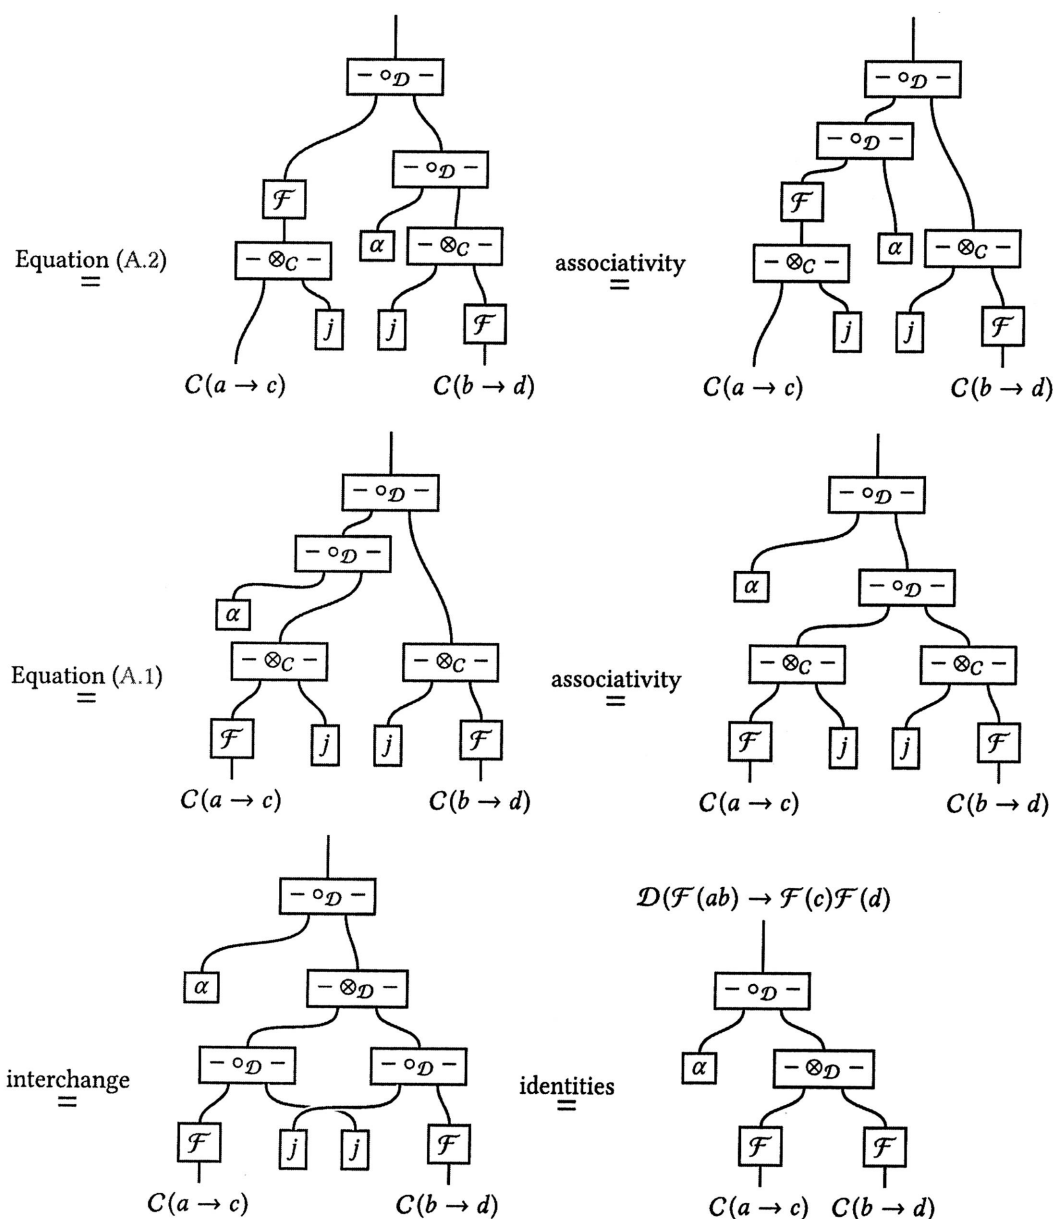 – ∘𝒟 –
– ∘𝒟 –
ℱ
α
– ⊗𝒞 –
– ⊗𝒞 –
Equation (A.2)
=
j
j
ℱ
𝒞(a → c)
𝒞(b → d)
– ∘𝒟 –
– ∘𝒟 –
ℱ
α
– ⊗𝒞 –
– ⊗𝒞 –
associativity
=
j
j
ℱ
𝒞(a → c)
𝒞(b → d)
– ∘𝒟 –
– ∘𝒟 –
α
– ⊗𝒞 –
– ⊗𝒞 –
Equation (A.1)
=
ℱ
j
j
ℱ
𝒞(a → c)
𝒞(b → d)
– ∘𝒟 –
α
– ∘𝒟 –
– ⊗𝒞 –
– ⊗𝒞 –
associativity
=
ℱ
j
j
ℱ
𝒞(a → c)
𝒞(b → d)
– ∘𝒟 –
α
– ⊗𝒟 –
– ∘𝒟 –
– ∘𝒟 –
interchange
=
ℱ
j
j
ℱ
𝒞(a → c)
𝒞(b → d)
𝒟(ℱ(ab) → ℱ(c)ℱ(d)
– ∘𝒟 –
α
– ⊗𝒟 –
identities
=
ℱ
ℱ
𝒞(a → c)
𝒞(b → d)